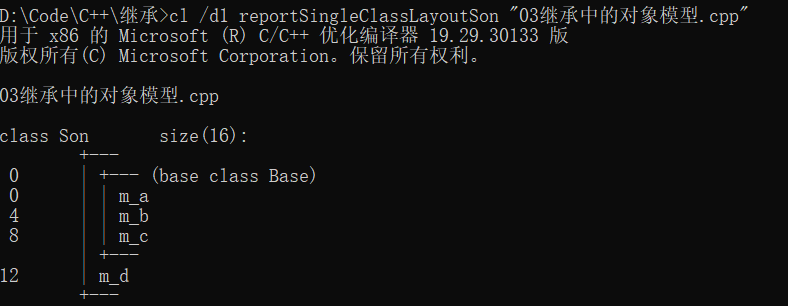 D:\Code\C++\继承>cl /d1 reportSingleClassLayoutSon "03继承中的对象模型.cpp"
用于 x86 的 Microsoft (R) C/C++ 优化编译器 19.29.30133 版
版权所有(C) Microsoft Corporation。保留所有权利。
03继承中的对象模型.cpp
class Son size(16):
+---
0 | +--- (base class Base)
0 | | m_a
4 | | m_b
8 | | m_c
| +---
12 | m_d
+---